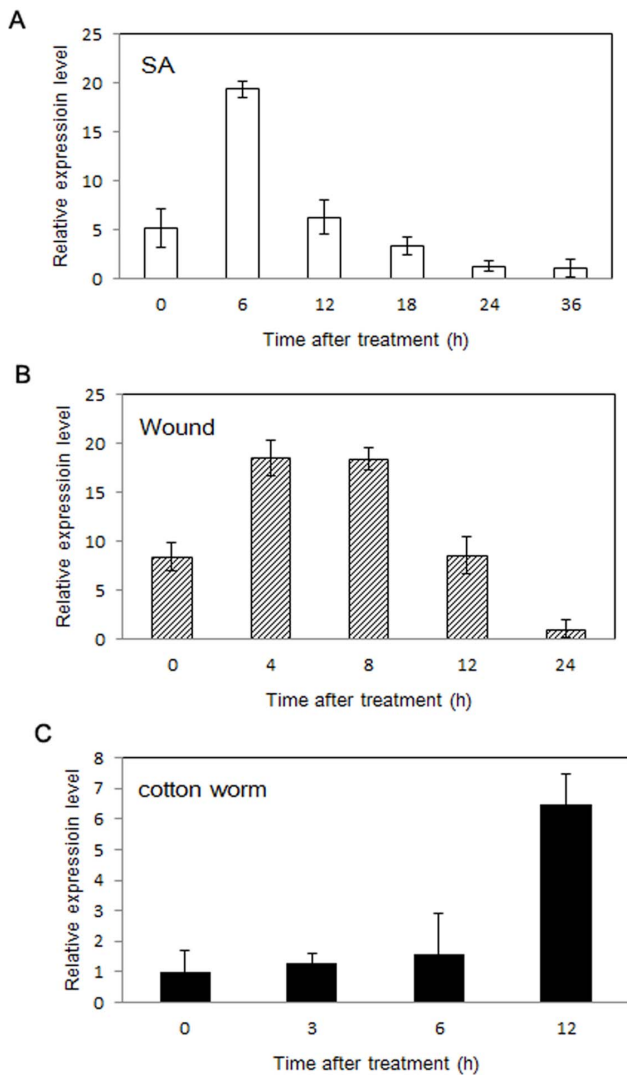 A
Relative expressioin level
25
20
15
10
5
0
SA
0 6 12 18 24 36
Time after treatment (h)
B
Relative expressioin level
25
20
15
10
5
0
Wound
0 4 8 12 24
Time after treatment (h)
C
Relative expressioin level
8
7
6
5
4
3
2
1
0
cotton worm
0 3 6 12
Time after treatment (h)